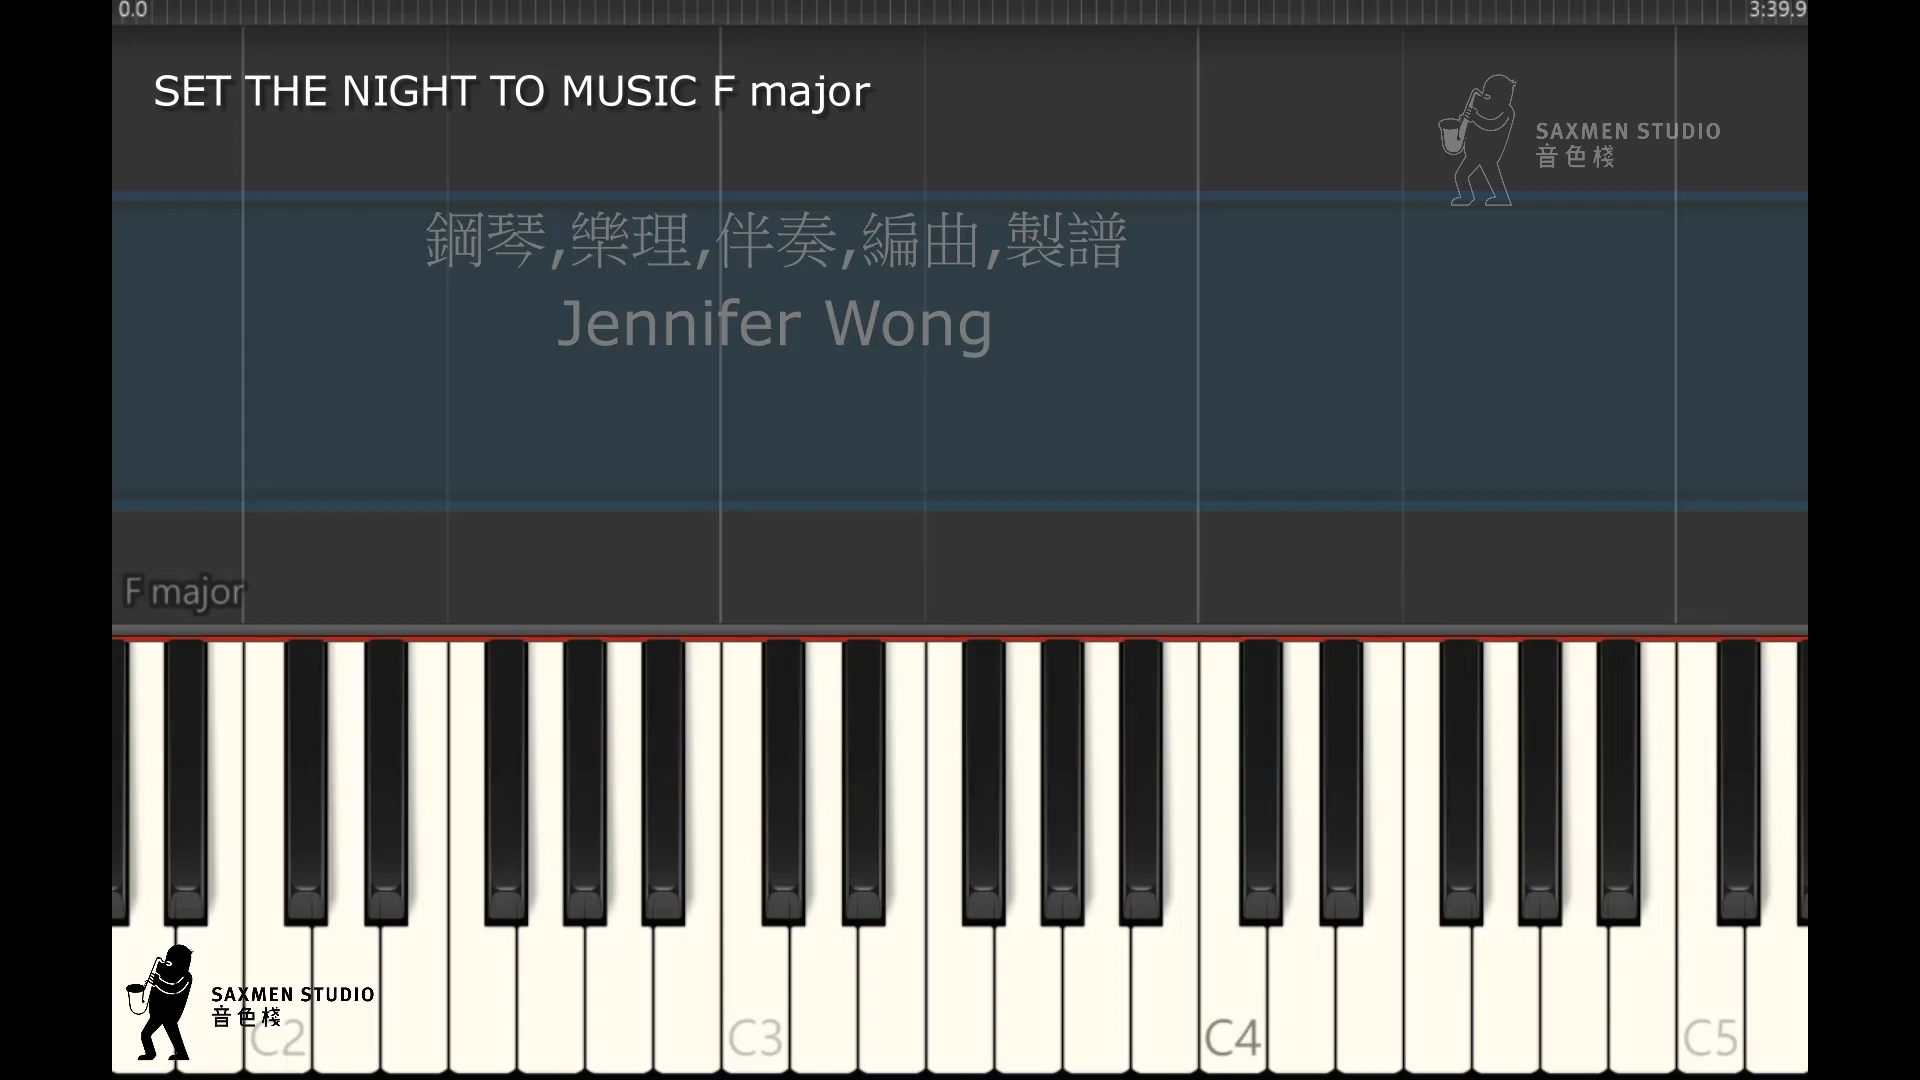 0.0
3:39.9
SET THE NIGHT TO MUSIC F major
SAXMEN STUDIO
音色棧
鋼琴,樂理,伴奏,編曲,製譜
Jennifer Wong
F major
SAXMEN STUDIO
音色棧
C2
C3
C4
C5